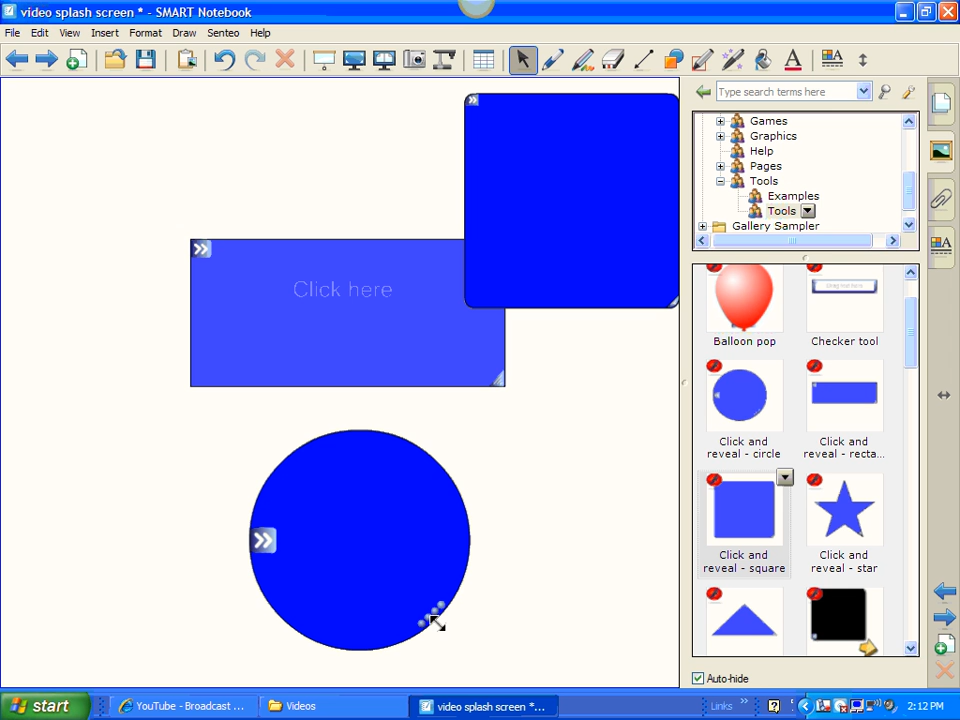 video splash screen * - SMART Notebook
File Edit View Insert Format Draw Senteo Help
Type search terms here
Games
Graphics
Help
Pages
Tools
Examples
Tools
Gallery Sampler
Click here
Drag text here
Balloon pop
Checker tool
Click and
reveal - circle
Click and
reveal - recta...
Click and
reveal - square
Click and
reveal - star
Auto-hide
start
YouTube - Broadcast ...
Videos
video splash screen *...
Links
2:12 PM